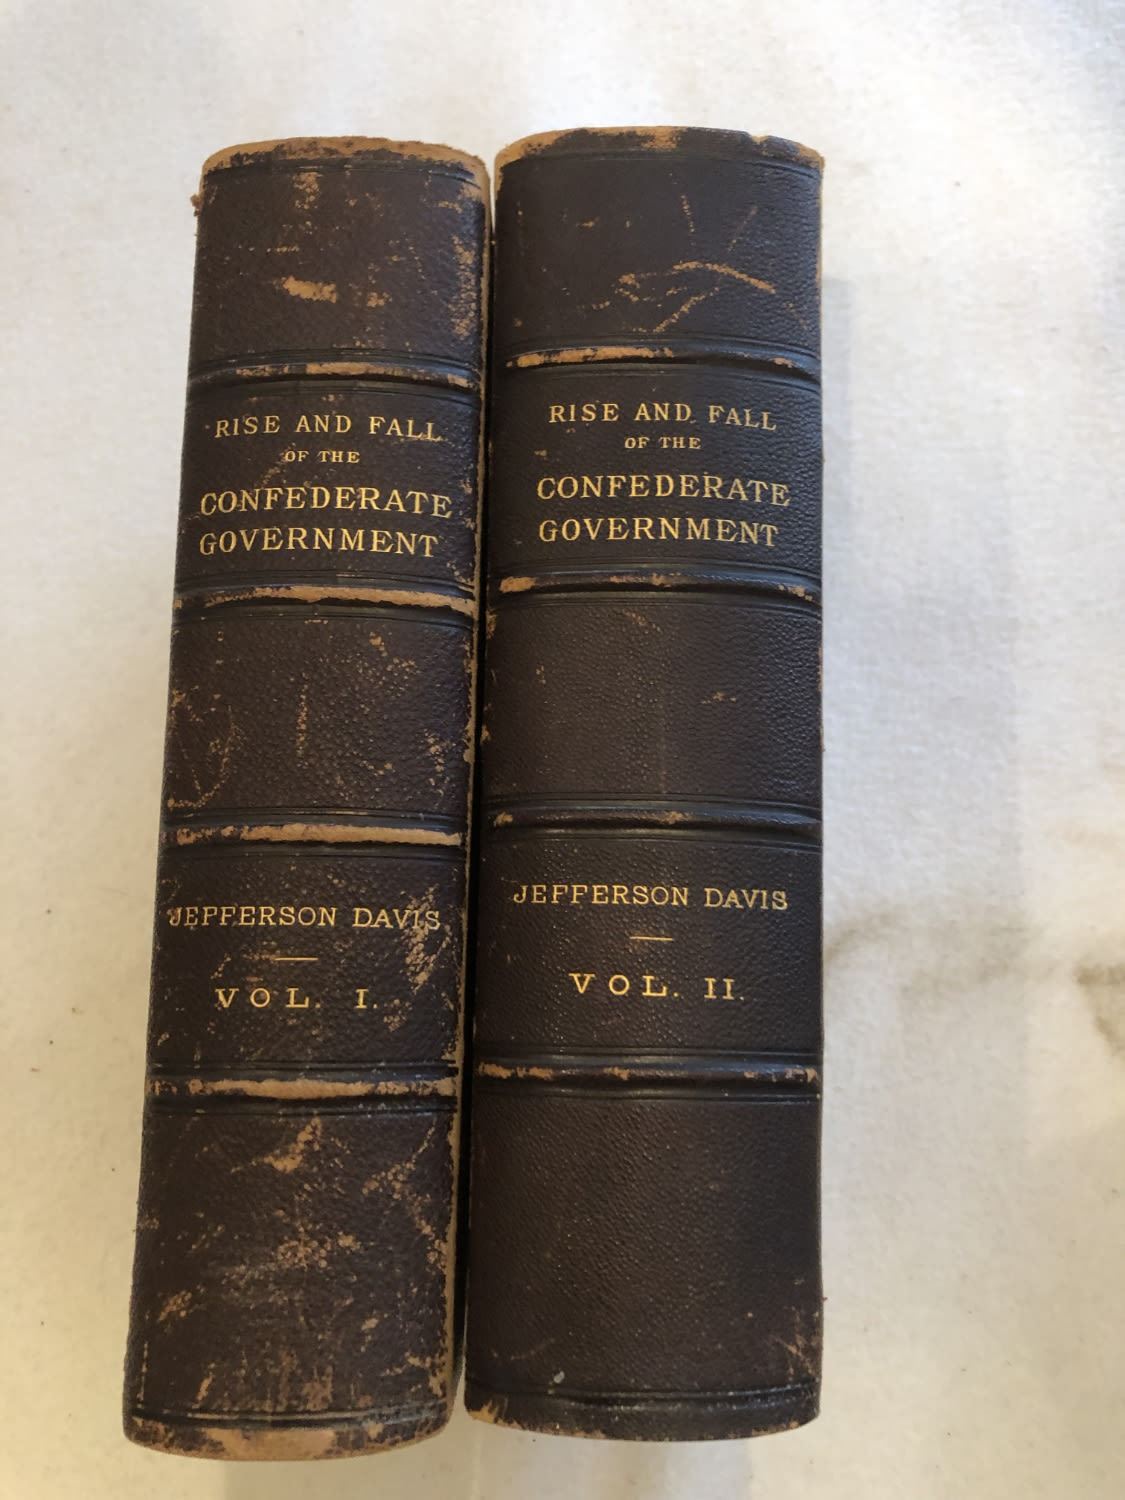 RISE AND FALL
OF THE
CONFEDERATE
GOVERNMENT
JEFFERSON DAVIS
VOL. I.
RISE AND FALL
OF THE
CONFEDERATE
GOVERNMENT
JEFFERSON DAVIS
VOL. II.